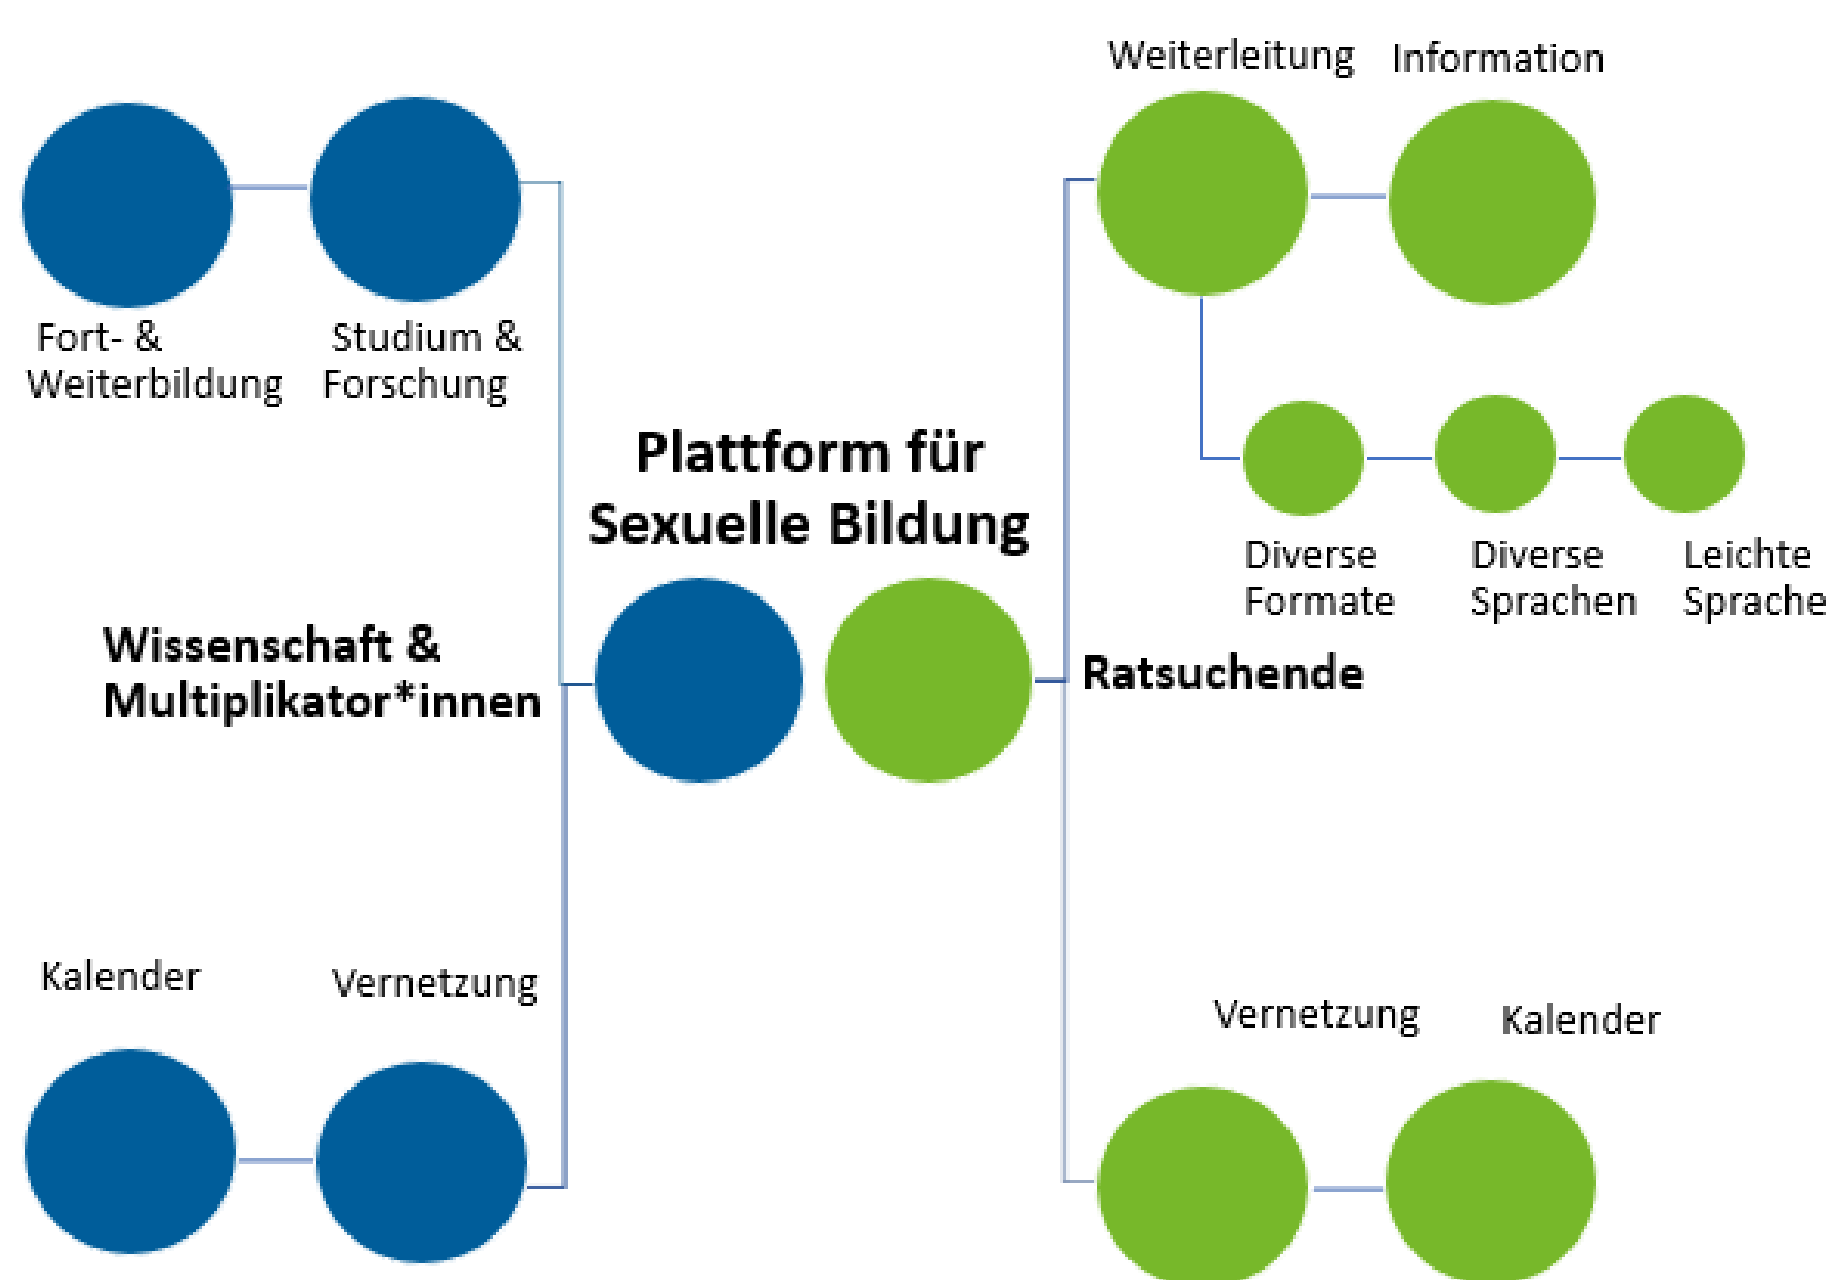 Weiterleitung
Information
Fort- &
Weiterbildung
Studium &
Forschung
Plattform für
Sexuelle Bildung
Diverse
Formate
Diverse
Sprachen
Leichte
Sprache
Wissenschaft &
Multiplikator*innen
Ratsuchende
Kalender
Vernetzung
Vernetzung
Kalender